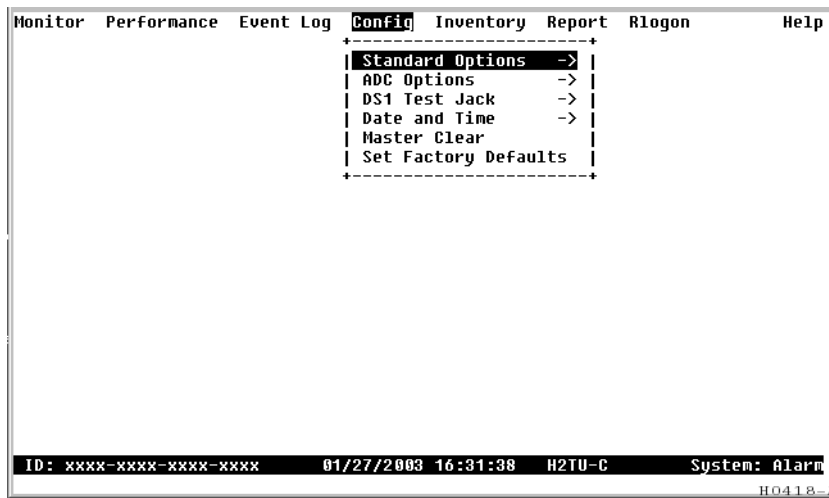 Monitor Performance Event Log Config Inventory Report Rlogon Help
Standard Options ->
ADC Options ->
DS1 Test Jack ->
Date and Time ->
Master Clear
Set Factory Defaults
ID: xxxx-xxxx-xxxx-xxxx 01/27/2003 16:31:38 H2TU-C System: Alarm
H0418-